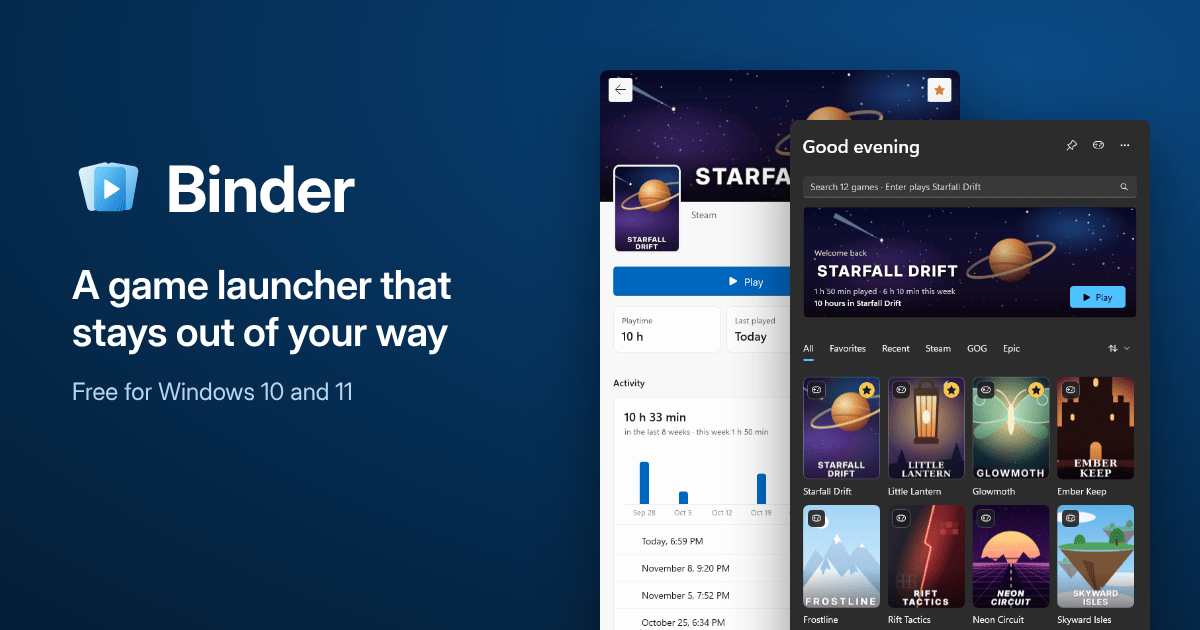 Binder
A game launcher that
stays out of your way
Free for Windows 10 and 11
STARFA
STARFALL
DRIFT
Steam
Play
Playtime
10 h
Last played
Today
Activity
10 h 33 min
in the last 8 weeks · this week 1 h 50 min
Sep 28 Oct 5 Oct 12 Oct 19
Today, 6:59 PM
November 8, 9:20 PM
November 5, 7:52 PM
October 25, 6:34 PM
Good evening
Search 12 games · Enter plays Starfall Drift
Welcome back
STARFALL DRIFT
1 h 50 min played · 6 h 10 min this week
10 hours in Starfall Drift
Play
All Favorites Recent Steam GOG Epic
STARFALL
DRIFT
LITTLE
LANTERN
GLOWMOTH
EMBER
KEEP
Starfall Drift Little Lantern Glowmoth Ember Keep
FROSTLINE
RIFT
TACTICS
NEON
CIRCUIT
SKYWARD
ISLES
Frostline Rift Tactics Neon Circuit Skyward Isles